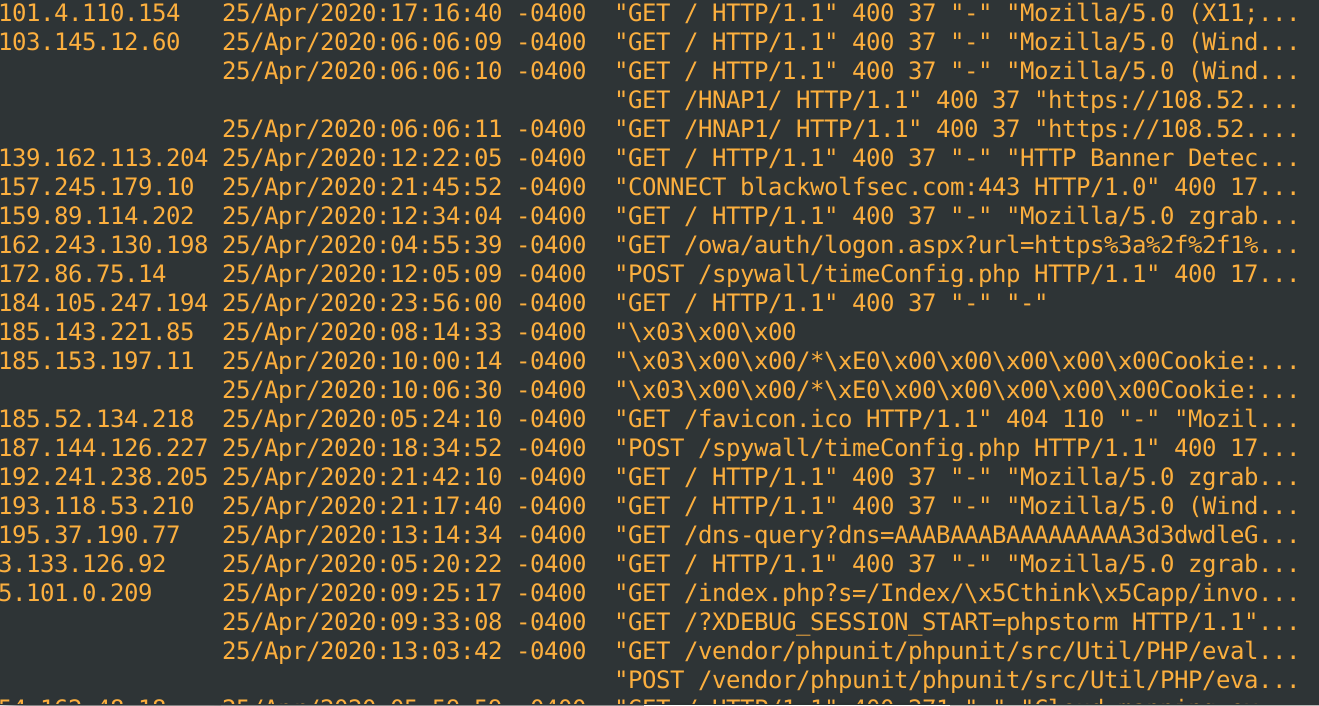 101.4.110.154 25/Apr/2020:17:16:40 -0400 "GET / HTTP/1.1" 400 37 "-" "Mozilla/5.0 (X11;...
103.145.12.60 25/Apr/2020:06:06:09 -0400 "GET / HTTP/1.1" 400 37 "-" "Mozilla/5.0 (Wind...
25/Apr/2020:06:06:10 -0400 "GET / HTTP/1.1" 400 37 "-" "Mozilla/5.0 (Wind...
"GET /HNAP1/ HTTP/1.1" 400 37 "https://108.52....
25/Apr/2020:06:06:11 -0400 "GET /HNAP1/ HTTP/1.1" 400 37 "https://108.52....
139.162.113.204 25/Apr/2020:12:22:05 -0400 "GET / HTTP/1.1" 400 37 "-" "HTTP Banner Detec...
157.245.179.10 25/Apr/2020:21:45:52 -0400 "CONNECT blackwolfsec.com:443 HTTP/1.0" 400 17...
159.89.114.202 25/Apr/2020:12:34:04 -0400 "GET / HTTP/1.1" 400 37 "-" "Mozilla/5.0 zgrab...
162.243.130.198 25/Apr/2020:04:55:39 -0400 "GET /owa/auth/logon.aspx?url=https%3a%2f%2f1%...
172.86.75.14 25/Apr/2020:12:05:09 -0400 "POST /spywall/timeConfig.php HTTP/1.1" 400 17...
184.105.247.194 25/Apr/2020:23:56:00 -0400 "GET / HTTP/1.1" 400 37 "-" "-"
185.143.221.85 25/Apr/2020:08:14:33 -0400 "\x03\x00\x00
185.153.197.11 25/Apr/2020:10:00:14 -0400 "\x03\x00\x00/*\xE0\x00\x00\x00\x00\x00Cookie:...
25/Apr/2020:10:06:30 -0400 "\x03\x00\x00/*\xE0\x00\x00\x00\x00\x00Cookie:...
185.52.134.218 25/Apr/2020:05:24:10 -0400 "GET /favicon.ico HTTP/1.1" 404 110 "-" "Mozil...
187.144.126.227 25/Apr/2020:18:34:52 -0400 "POST /spywall/timeConfig.php HTTP/1.1" 400 17...
192.241.238.205 25/Apr/2020:21:42:10 -0400 "GET / HTTP/1.1" 400 37 "-" "Mozilla/5.0 zgrab...
193.118.53.210 25/Apr/2020:21:17:40 -0400 "GET / HTTP/1.1" 400 37 "-" "Mozilla/5.0 (Wind...
195.37.190.77 25/Apr/2020:13:14:34 -0400 "GET /dns-query?dns=AAABAAABAAAAAAAAA3d3dwdleG...
3.133.126.92 25/Apr/2020:05:20:22 -0400 "GET / HTTP/1.1" 400 37 "-" "Mozilla/5.0 zgrab...
5.101.0.209 25/Apr/2020:09:25:17 -0400 "GET /index.php?s=/Index/\x5Cthink\x5Capp/invo...
25/Apr/2020:09:33:08 -0400 "GET /?XDEBUG_SESSION_START=phpstorm HTTP/1.1"...
25/Apr/2020:13:03:42 -0400 "GET /vendor/phpunit/phpunit/src/Util/PHP/eval...
"POST /vendor/phpunit/phpunit/src/Util/PHP/eva...